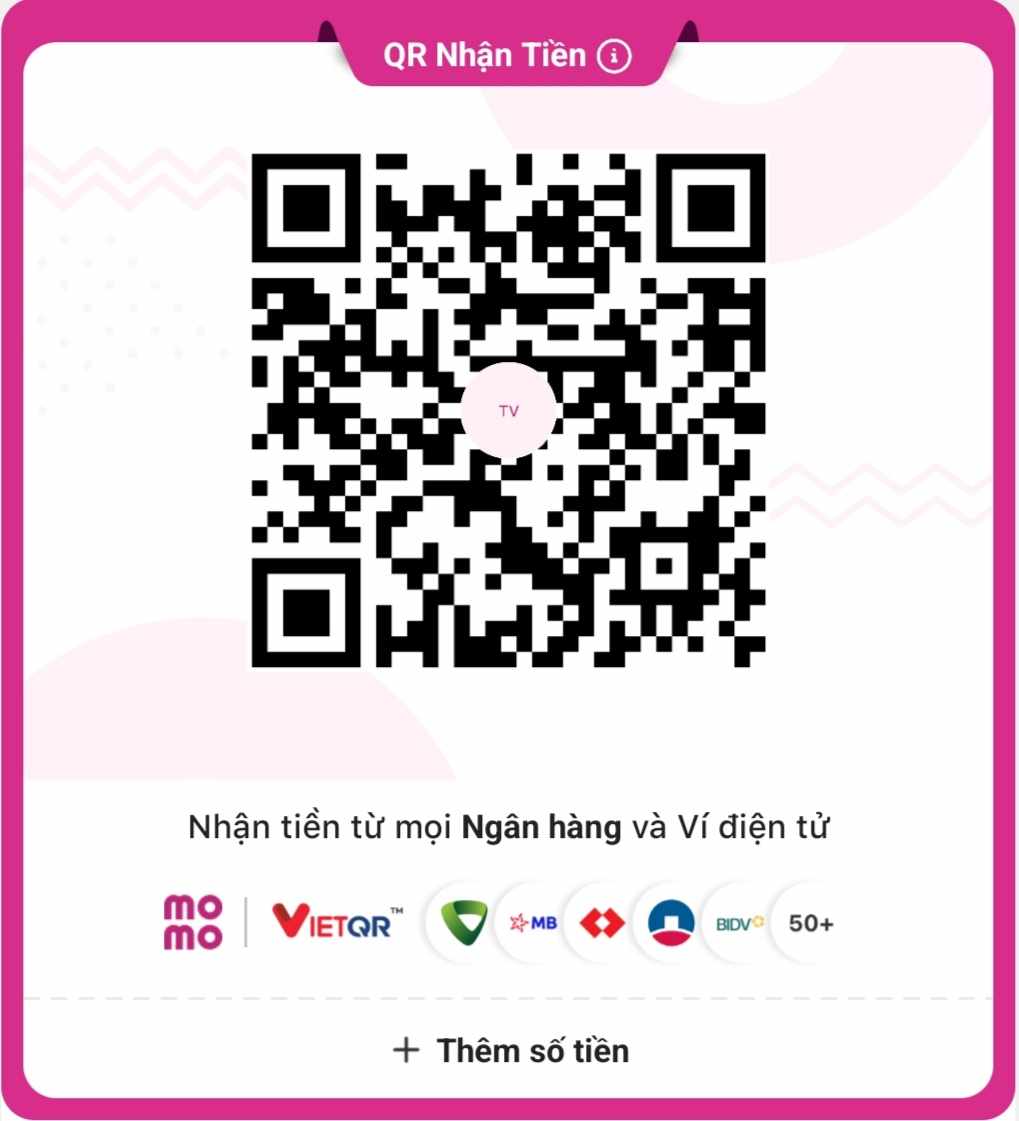 QR Nhận Tiền
TV
Nhận tiền từ mọi Ngân hàng và Ví điện tử
mo mo VIETQR™ MB BIDV 50+
+ Thêm số tiền